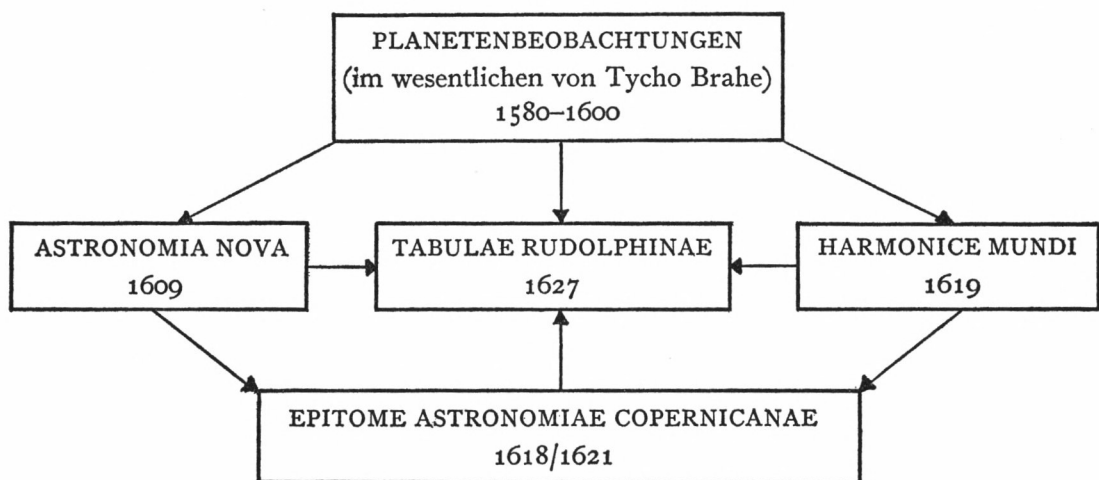 PLANETENBEOBACHTUNGEN
(im wesentlichen von Tycho Brahe)
1580–1600
ASTRONOMIA NOVA
1609
TABULAE RUDOLPHINAE
1627
HARMONICE MUNDI
1619
EPITOME ASTRONOMIAE COPERNICANAE
1618/1621